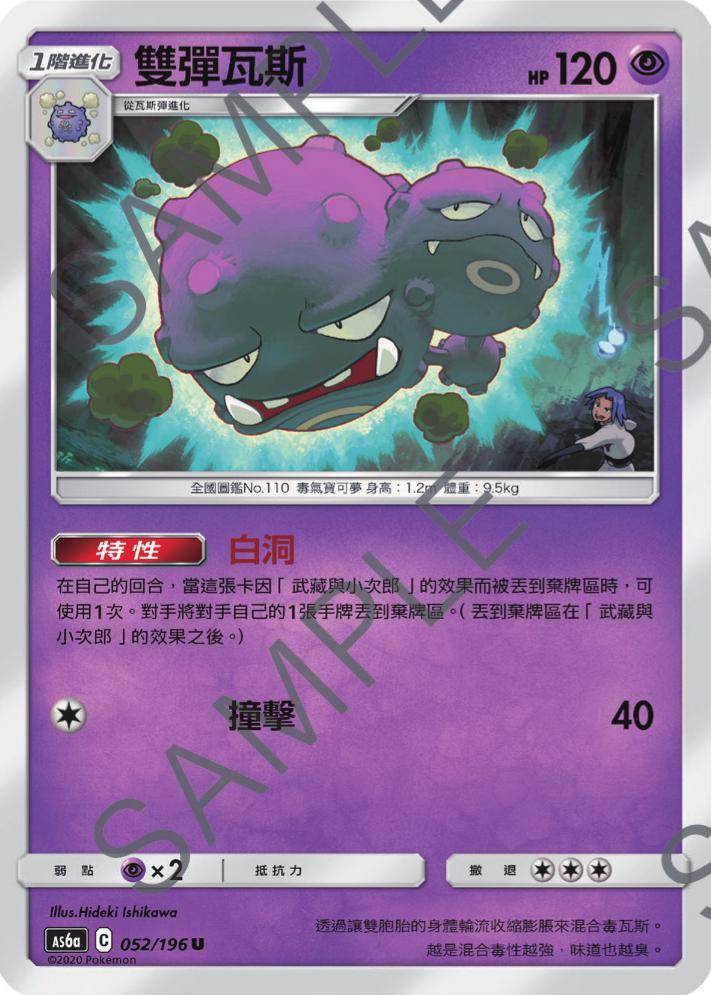 1階進化 雙彈瓦斯 HP 120
從瓦斯彈進化
全國圖鑑No.110 毒氣寶可夢 身高：1.2m 體重：9.5kg
特性 白洞
在自己的回合，當這張卡因「武藏與小次郎」的效果而被丟到棄牌區時，可
使用1次。對手將對手自己的1張手牌丟到棄牌區。（丟到棄牌區在「武藏與
小次郎」的效果之後。）
撞擊 40
弱點 ×2 抵抗力 撤退
Illus.Hideki Ishikawa
透過讓雙胞胎的身體輪流收縮膨脹來混合毒瓦斯。
AS6a C 052/196 U
越是混合毒性越強，味道也越臭。
©2020 Pokémon
SAMPLE
SAMPLE